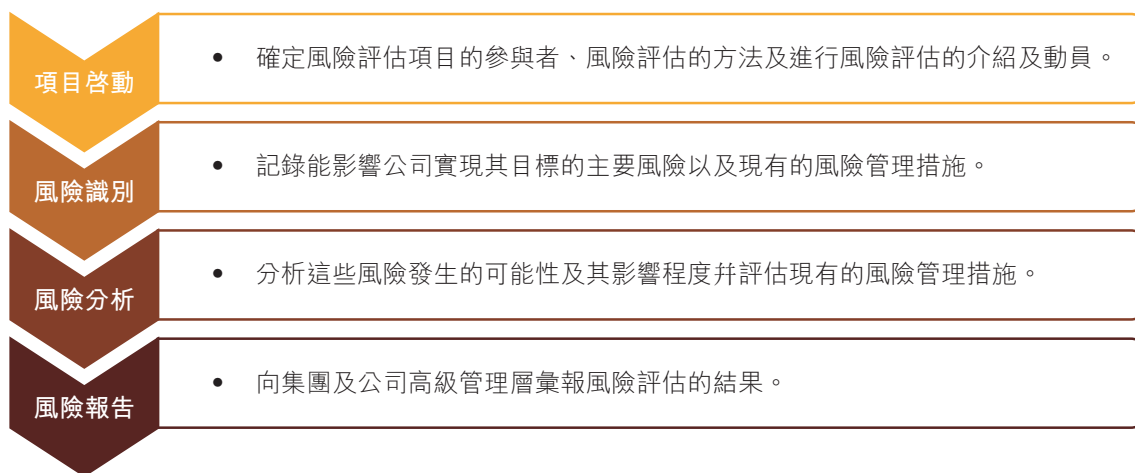 項目啓動
• 確定風險評估項目的參與者、風險評估的方法及進行風險評估的介紹及動員。
風險識別
• 記錄能影響公司實現其目標的主要風險以及現有的風險管理措施。
風險分析
• 分析這些風險發生的可能性及其影響程度幷評估現有的風險管理措施。
風險報告
• 向集團及公司高級管理層彙報風險評估的結果。